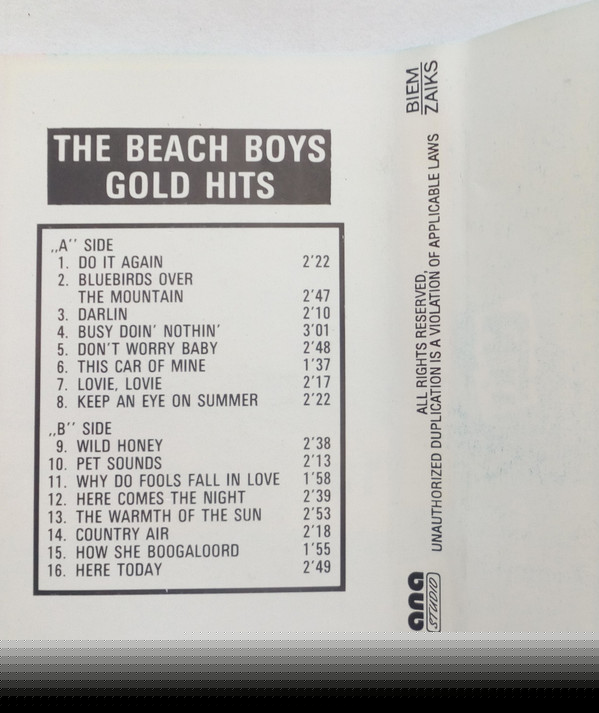 THE BEACH BOYS
GOLD HITS
,,A'' SIDE
1. DO IT AGAIN 2'22
2. BLUEBIRDS OVER
THE MOUNTAIN 2'47
3. DARLIN 2'10
4. BUSY DOIN' NOTHIN' 3'01
5. DON'T WORRY BABY 2'48
6. THIS CAR OF MINE 1'37
7. LOVIE, LOVIE 2'17
8. KEEP AN EYE ON SUMMER 2'22
,,B'' SIDE
9. WILD HONEY 2'38
10. PET SOUNDS 2'13
11. WHY DO FOOLS FALL IN LOVE 1'58
12. HERE COMES THE NIGHT 2'39
13. THE WARMTH OF THE SUN 2'53
14. COUNTRY AIR 2'18
15. HOW SHE BOOGALOORD 1'55
16. HERE TODAY 2'49
ana
STUDIO
ALL RIGHTS RESERVED,
UNAUTHORIZED DUPLICATION IS A VIOLATION OF APPLICABLE LAWS
BIEM
ZAIKS